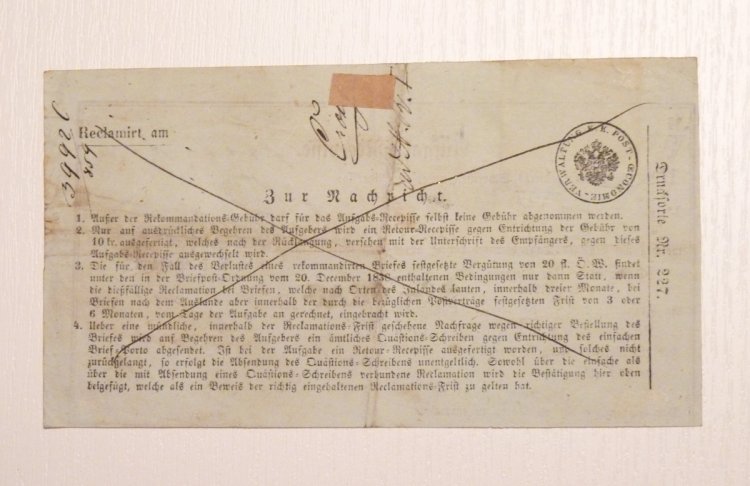 39926
859
Reclamirt am
VERWALTUNG K. K. POST-OECONOMIE
Zur Nachricht.
1. Außer der Rekommandations-Gebühr darf für das Aufgabs-Recepisse selbst keine Gebühr abgenommen werden.
2. Nur auf ausdrückliches Begehren des Aufgebers wird ein Retour-Recepisse gegen Entrichtung der Gebühr von
10 kr. ausgefertigt, welches nach der Rücklangung, versehen mit der Unterschrift des Empfängers, gegen dieses
Aufgabs-Recepisse ausgewechselt wird.
3. Die für den Fall des Verlustes eines rekommandirten Briefes festgesetzte Vergütung von 20 fl. Ö. W. findet
unter den in der Briefpost-Ordnung vom 20. December 1838 enthaltenen Bedingungen nur dann Statt, wenn
die dießfällige Reclamation bei Briefen, welche nach Orten des Inlandes lauten, innerhalb dreier Monate, bei
Briefen nach dem Auslande aber innerhalb der durch die bezüglichen Postverträge festgesetzten Frist von 3 oder
6 Monaten, vom Tage der Aufgabe an gerechnet, eingebracht wird.
4. Ueber eine mündliche, innerhalb der Reclamations-Frist geschehene Nachfrage wegen richtiger Bestellung des
Briefes wird auf Begehren des Aufgebers ein ämtliches Quästions-Schreiben gegen Entrichtung des einfachen
Brief-Porto abgesendet. Ist bei der Aufgabe ein Retour-Recepisse ausgefertigt worden, und solches nicht
zurückgelangt, so erfolgt die Absendung des Quästions-Schreibens unentgeltlich. Sowohl über die einfache als
über die mit Absendung eines Quästions-Schreibens verbundene Reclamation wird die Bestätigung hier oben
beigefügt, welche als ein Beweis der richtig eingehaltenen Reclamations-Frist zu gelten hat.
Drucksorte Nr. 227.